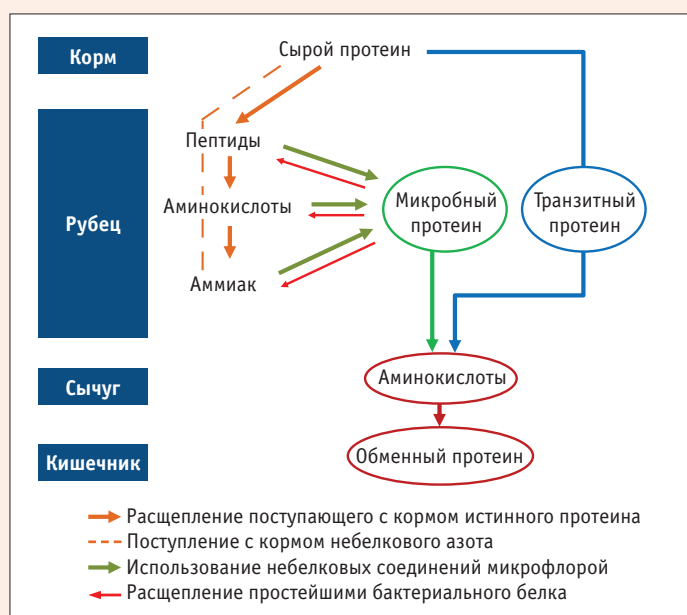 Корм
Сырой протеин
Рубец
Пептиды
Аминокислоты
Аммиак
Микробный
протеин
Транзитный
протеин
Сычуг
Аминокислоты
Кишечник
Обменный протеин
Расщепление поступающего с кормом истинного протеина
Поступление с кормом небелкового азота
Использование небелковых соединений микрофлорой
Расщепление простейшими бактериального белка